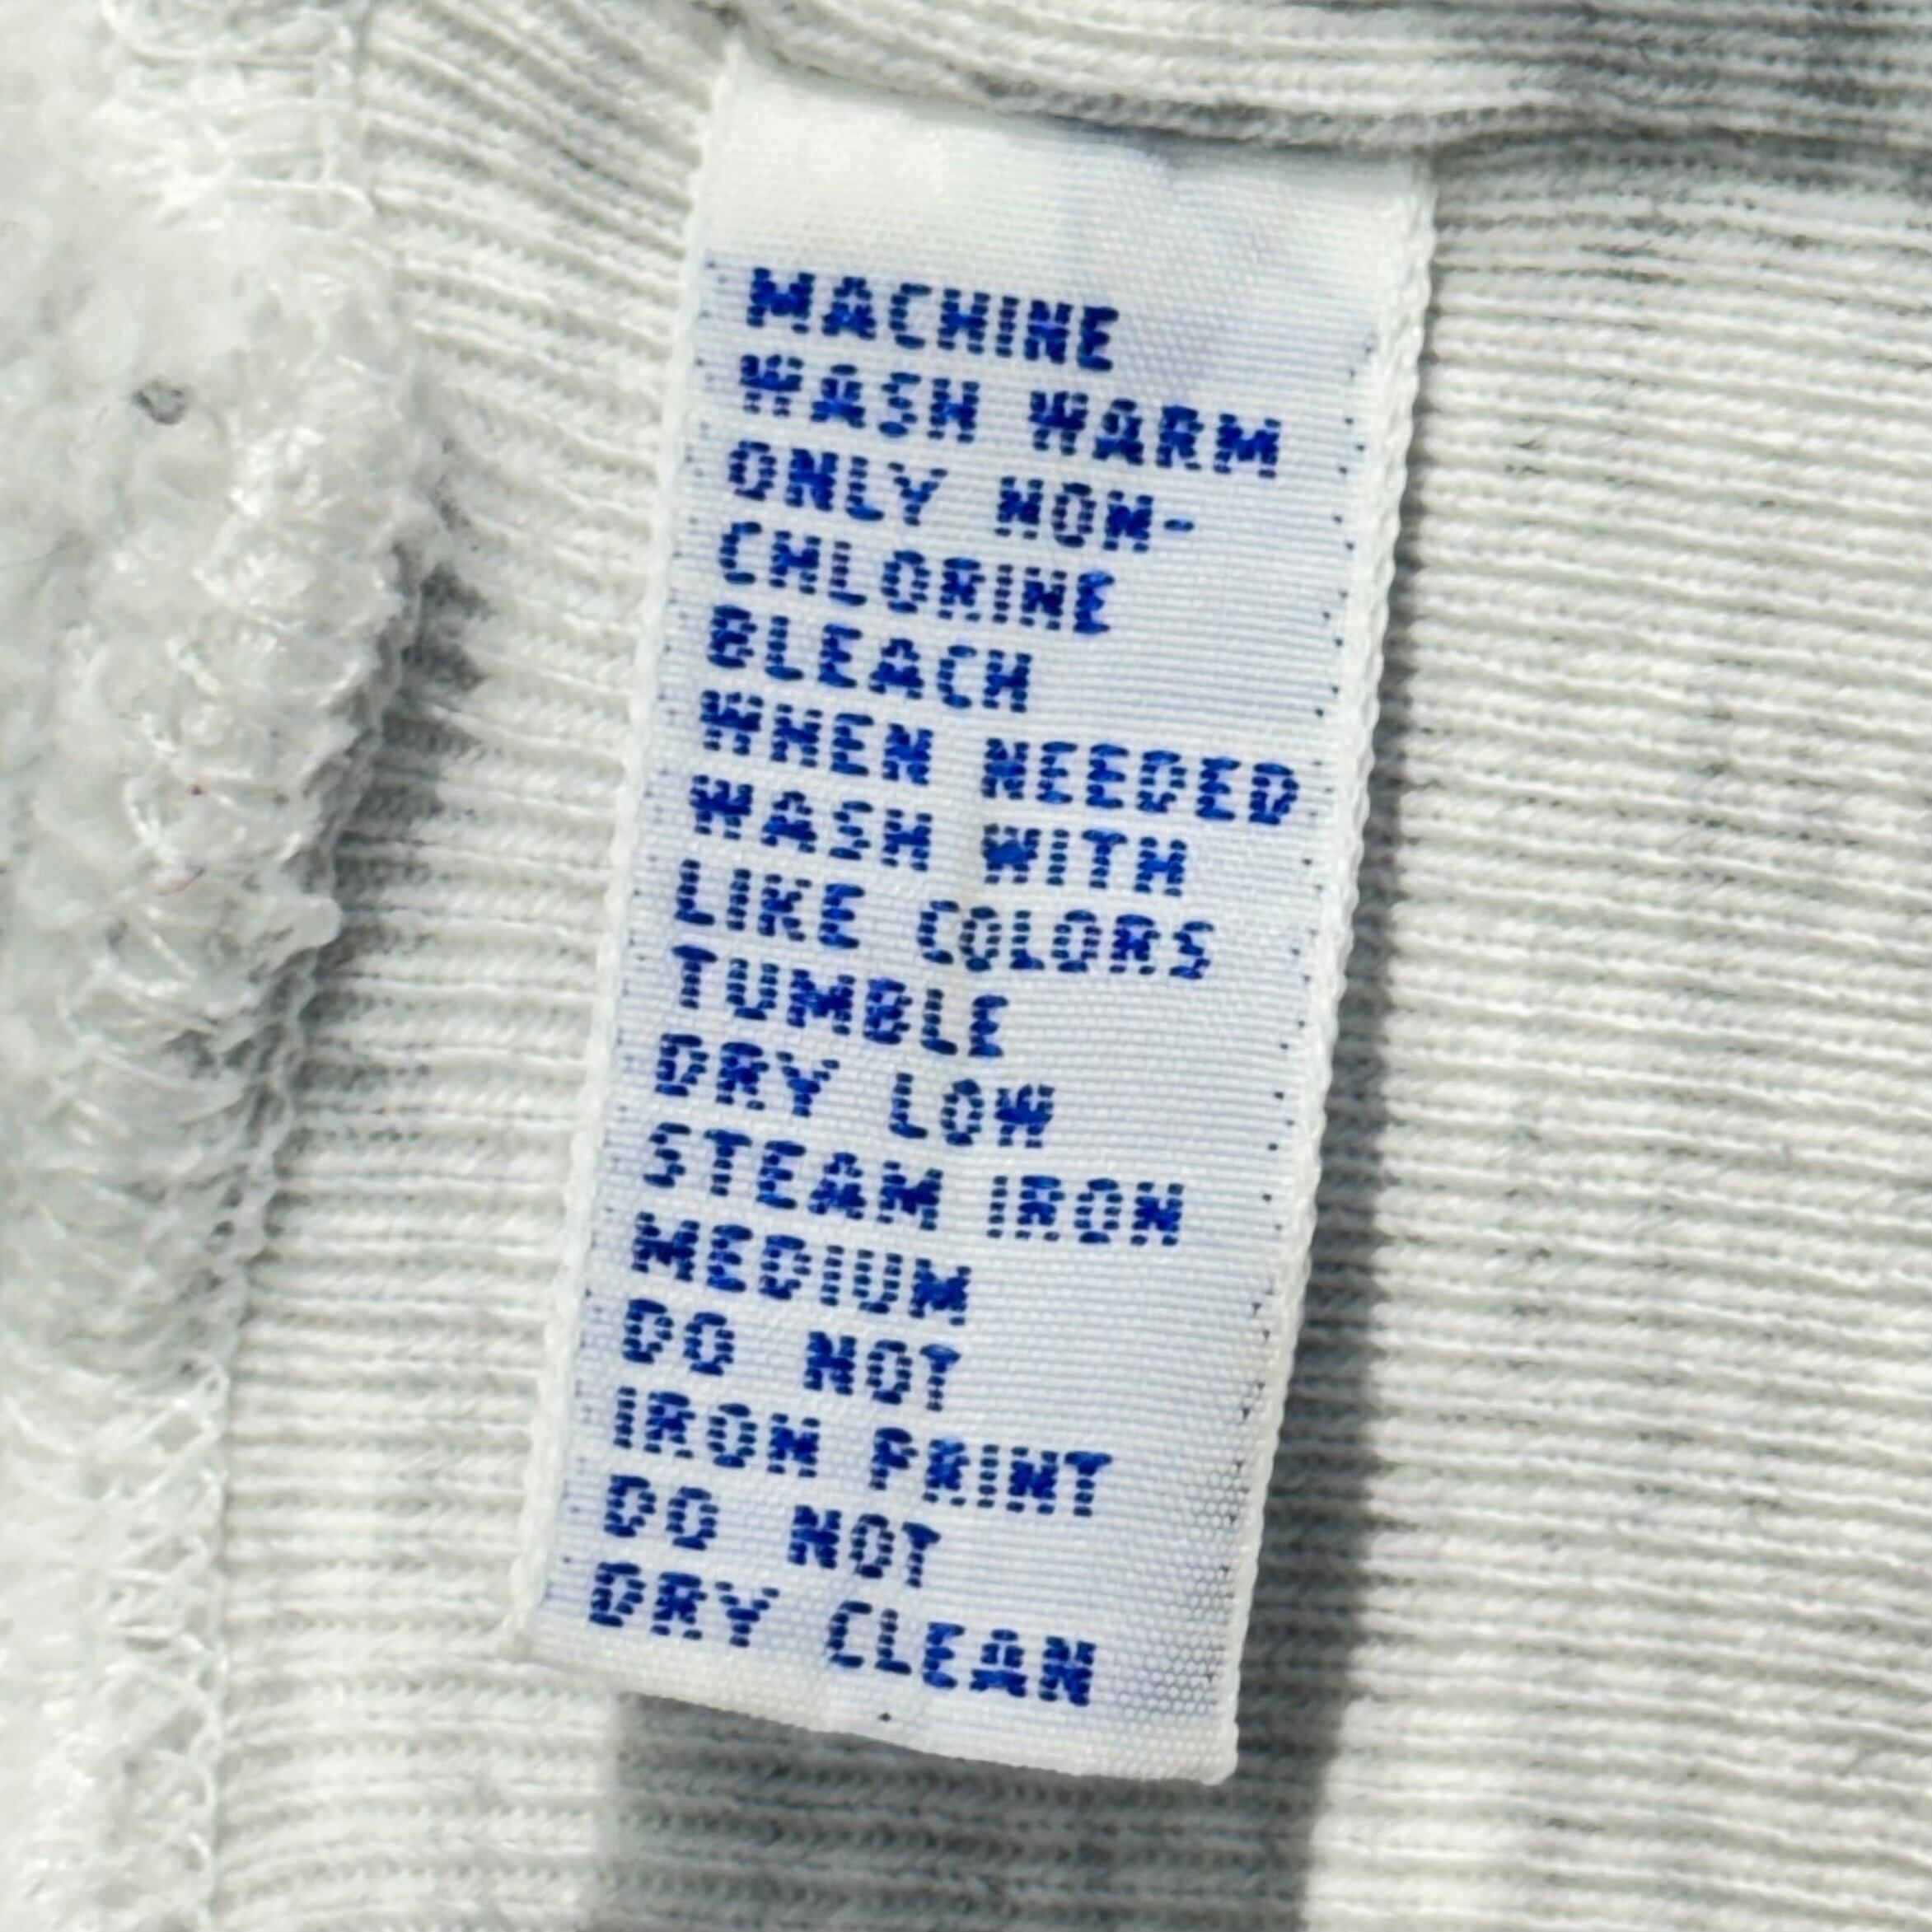 MACHINE
WASH WARM
ONLY NON-
CHLORINE
BLEACH
WHEN NEEDED
WASH WITH
LIKE COLORS
TUMBLE
DRY LOW
STEAM IRON
MEDIUM
DO NOT
IRON PRINT
DO NOT
DRY CLEAN